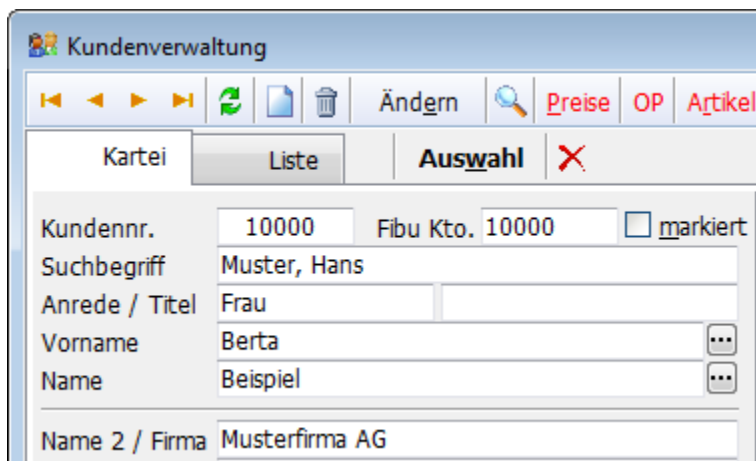 Kundenverwaltung
Ändern Preise OP Artikel
Kartei Liste Auswahl
Kundennr. 10000 Fibu Kto. 10000 markiert
Suchbegriff Muster, Hans
Anrede / Titel Frau
Vorname Berta ...
Name Beispiel ...
Name 2 / Firma Musterfirma AG